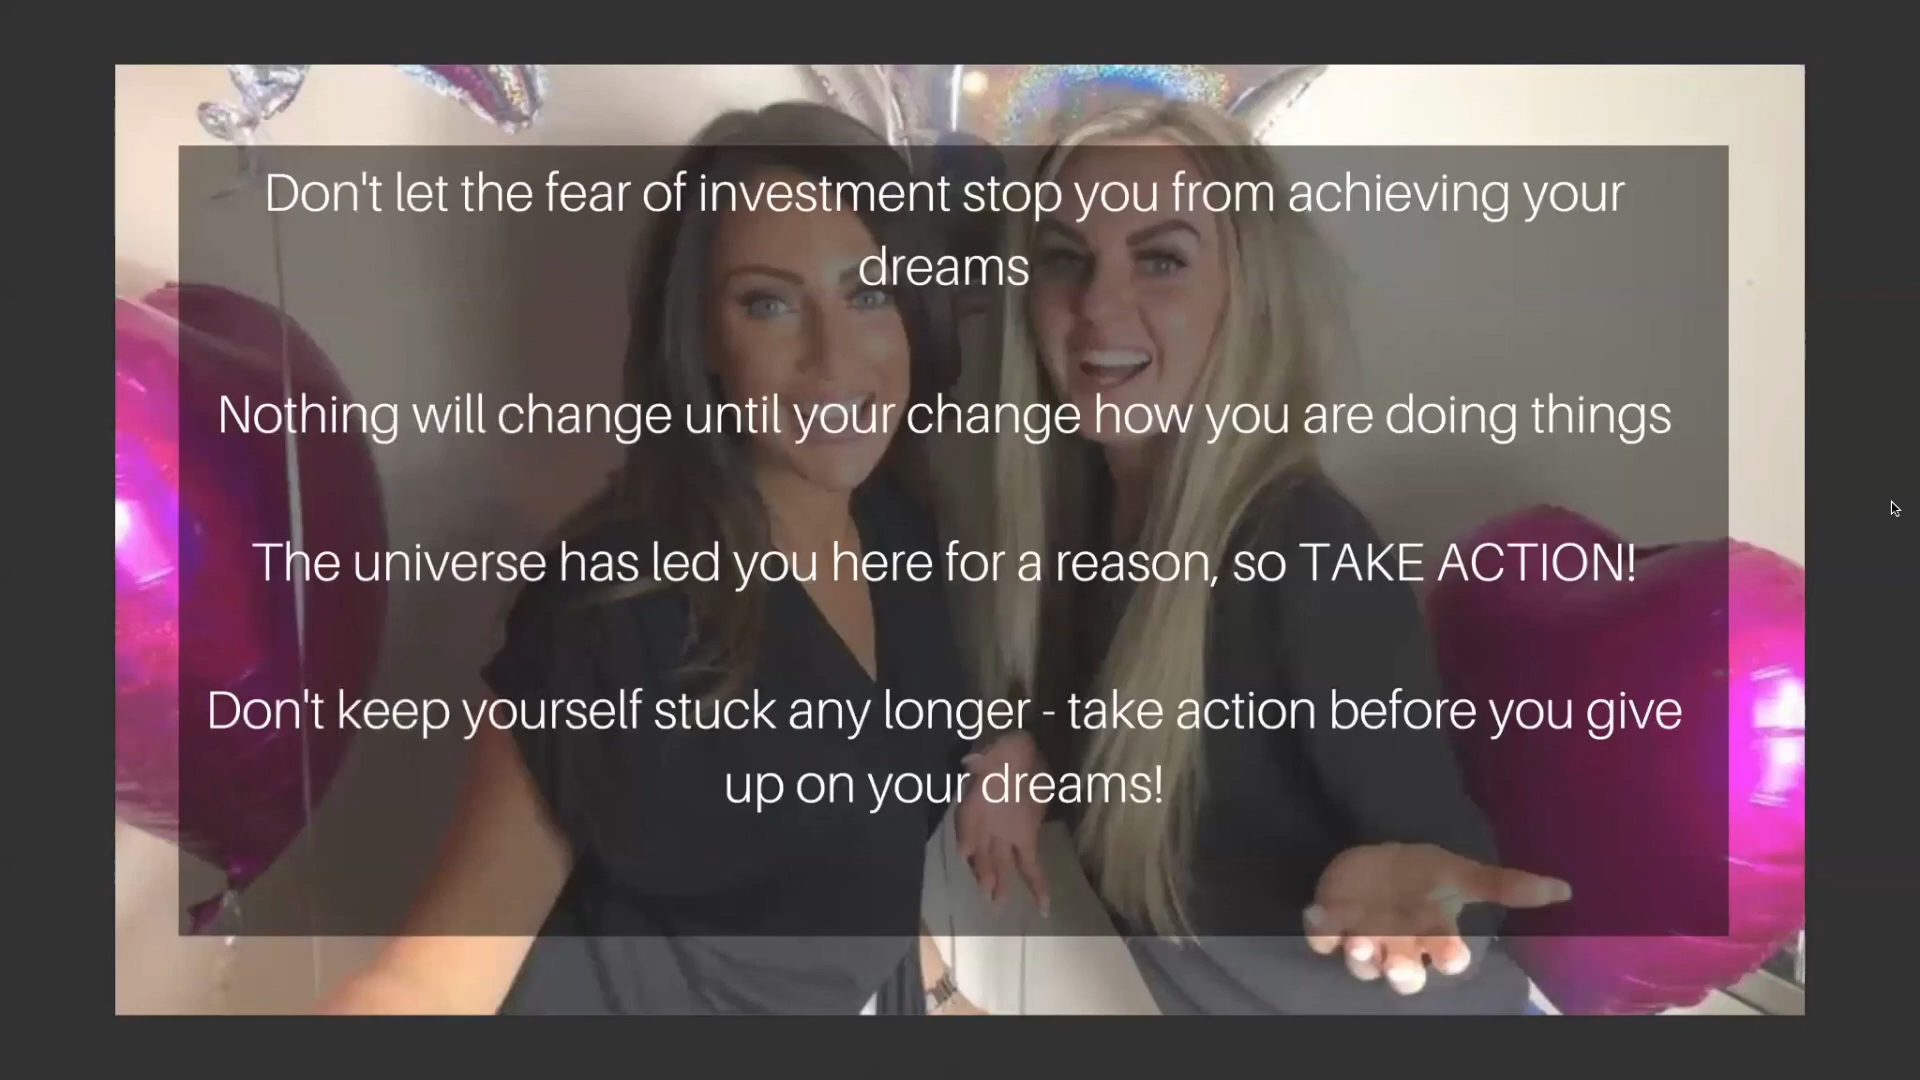 Don't let the fear of investment stop you from achieving your
dreams
Nothing will change until your change how you are doing things
The universe has led you here for a reason, so TAKE ACTION!
Don't keep yourself stuck any longer - take action before you give
up on your dreams!